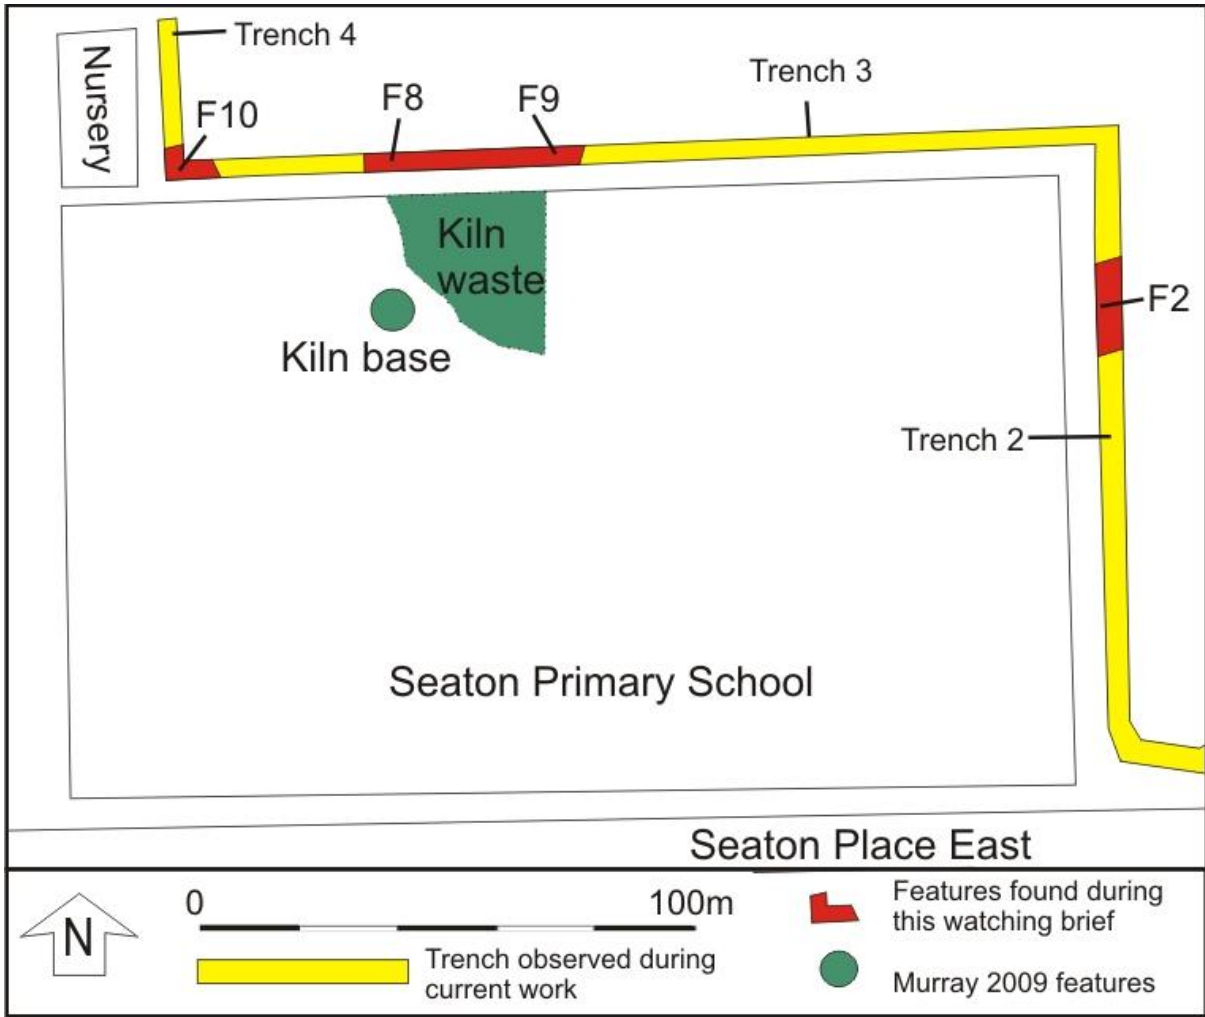 Nursery
Trench 4
F10
F8
F9
Trench 3
Kiln
waste
Kiln base
F2
Trench 2
Seaton Primary School
Seaton Place East
N
0
100m
Trench observed during
current work
Features found during
this watching brief
Murray 2009 features